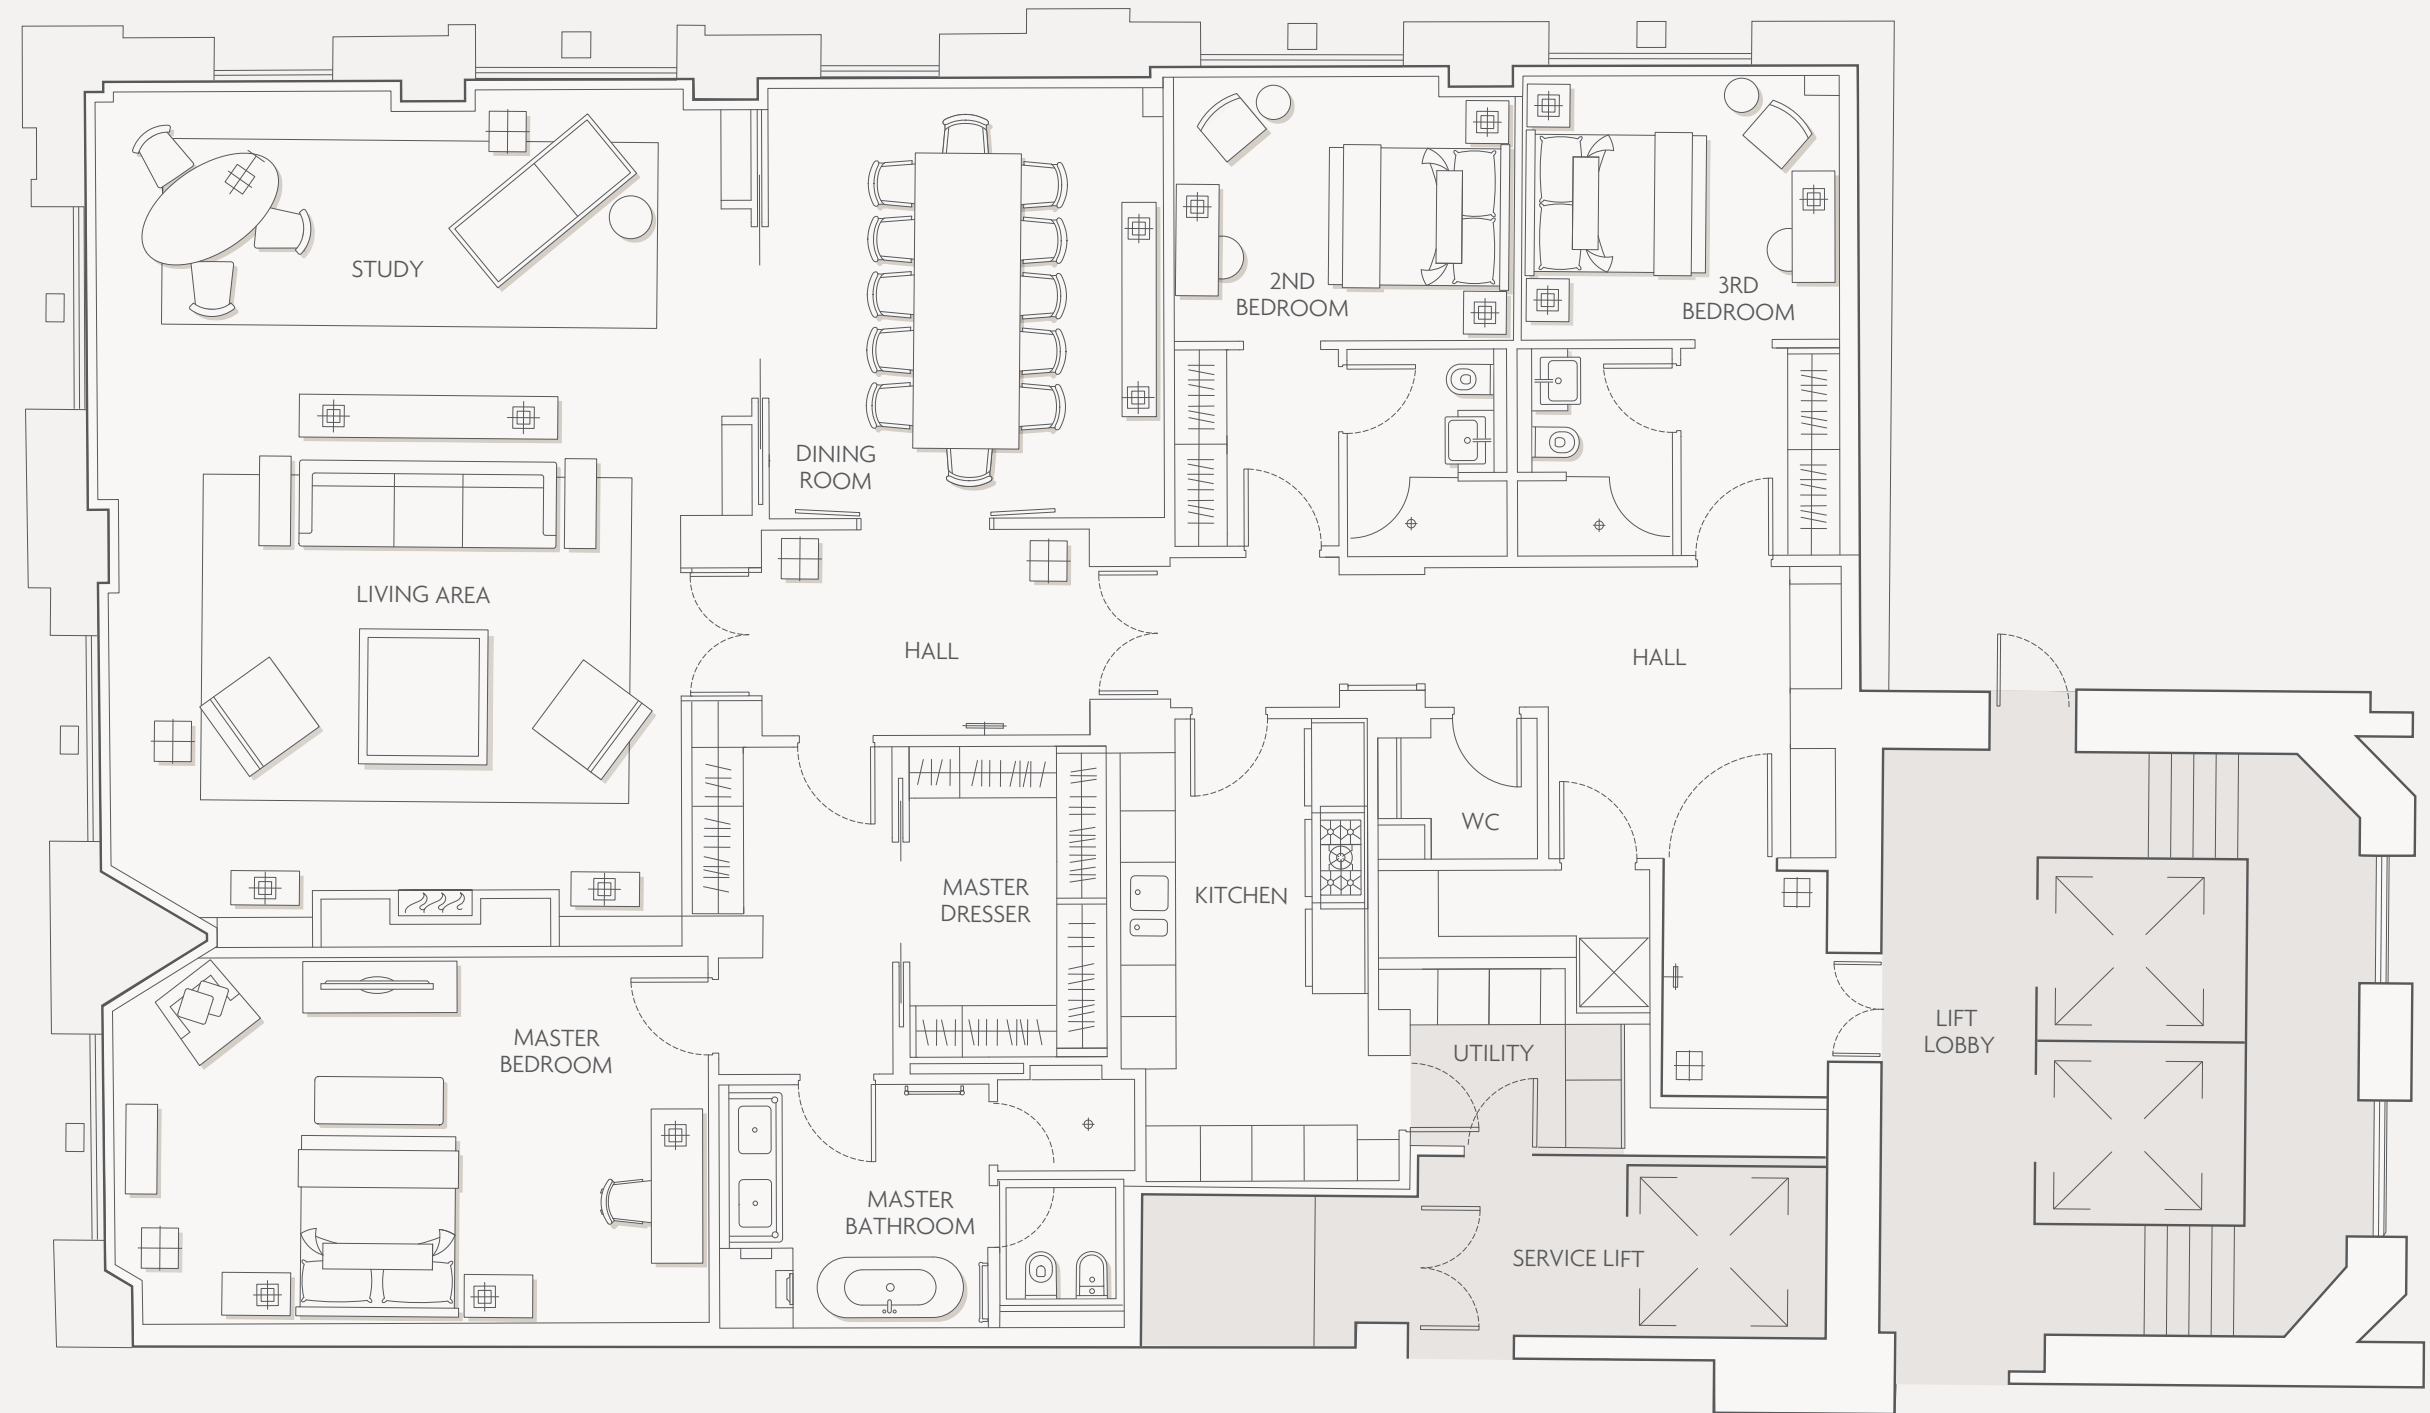 STUDY
2ND
BEDROOM
3RD
BEDROOM
DINING
ROOM
LIVING AREA
HALL
HALL
WC
MASTER
DRESSER
KITCHEN
MASTER
BEDROOM
UTILITY
LIFT
LOBBY
MASTER
BATHROOM
SERVICE LIFT